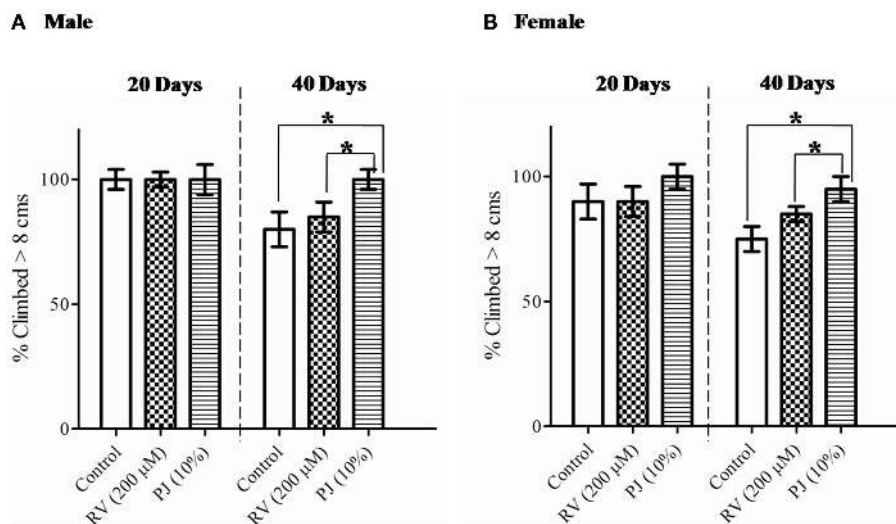 A Male
20 Days 40 Days
* 
*
100
50
0
% Climbed > 8 cms
Control
RV (200 µM)
PJ (10%)
Control
RV (200 µM)
PJ (10%)
B Female
20 Days 40 Days
*
*
100
50
0
% Climbed > 8 cms
Control
RV (200 µM)
PJ (10%)
Control
RV (200 µM)
PJ (10%)